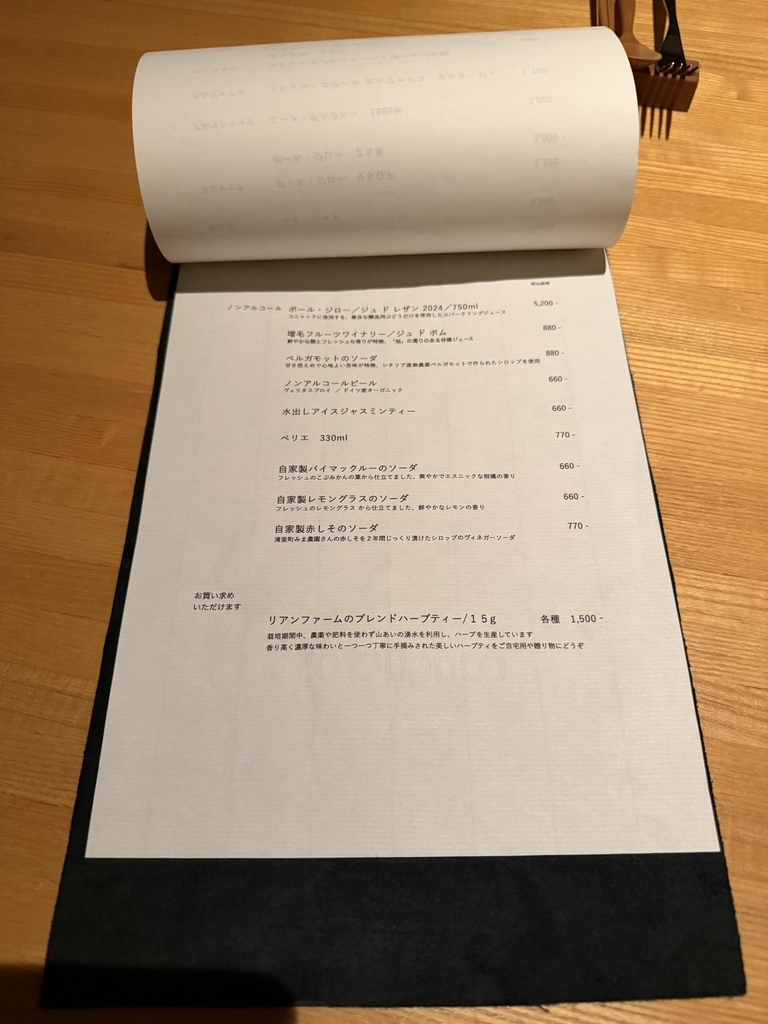 税込価格
ノンアルコール ポール・ジロー／ジュ ド レザン 2024／750ml 5,200 -
コニャックに使用する、最良な醸造用ぶどうだけを使用したスパークリングジュース
増毛フルーツワイナリー／ジュ ド ポム 880 -
鮮やかな酸とフレッシュな香りが特徴、「旭」の濁りのある林檎ジュース
ベルガモットのソーダ 880 -
甘さ控えめで心地よい苦味が特徴、シチリア産無農薬ベルガモットで作られたシロップを使用
ノンアルコールビール 660 -
ヴェリタスブロイ ／ ドイツ産オーガニック
水出しアイスジャスミンティー 660 -
ペリエ 330ml 770 -
自家製バイマックルーのソーダ 660 -
フレッシュのこぶみかんの葉から仕立てました、爽やかでエスニックな柑橘の香り
自家製レモングラスのソーダ 660 -
フレッシュのレモングラス から仕立てました、鮮やかなレモンの香り
自家製赤しそのソーダ 770 -
清里町みま農園さんの赤しそを２年間じっくり漬けたシロップのヴィネガーソーダ
お買い求め
いただけます
リアンファームのブレンドハーブティー/１５ｇ 各種 1,500 -
栽培期間中、農薬や肥料を使わず山あいの湧水を利用し、ハーブを生産しています
香り高く濃厚な味わいと一つ一つ丁寧に手摘みされた美しいハーブティをご自宅用や贈り物にどうぞ